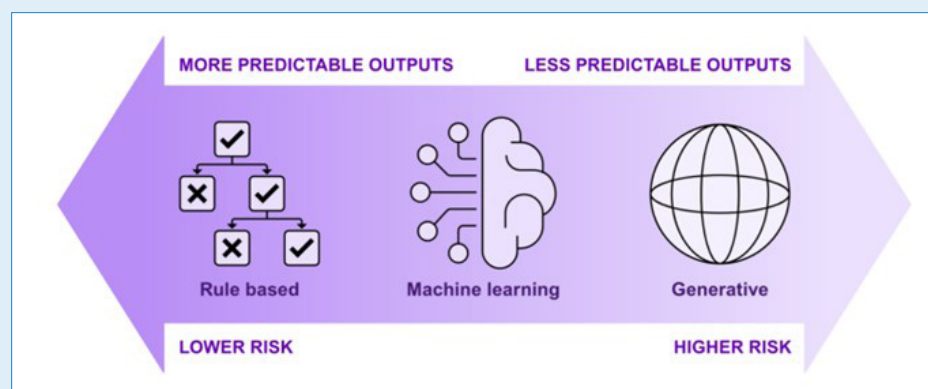 MORE PREDICTABLE OUTPUTS
LESS PREDICTABLE OUTPUTS
Rule based
Machine learning
Generative
LOWER RISK
HIGHER RISK